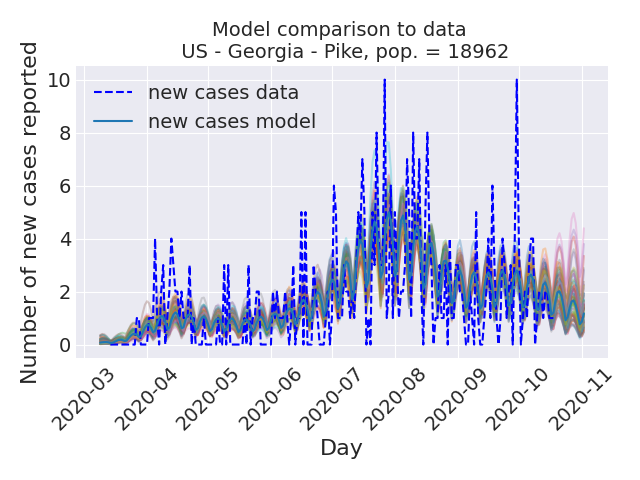 Model comparison to data
US - Georgia - Pike, pop. = 18962
Number of new cases reported
10
8
6
4
2
0
new cases data
new cases model
2020-03
2020-04
2020-05
2020-06
2020-07
2020-08
2020-09
2020-10
2020-11
Day